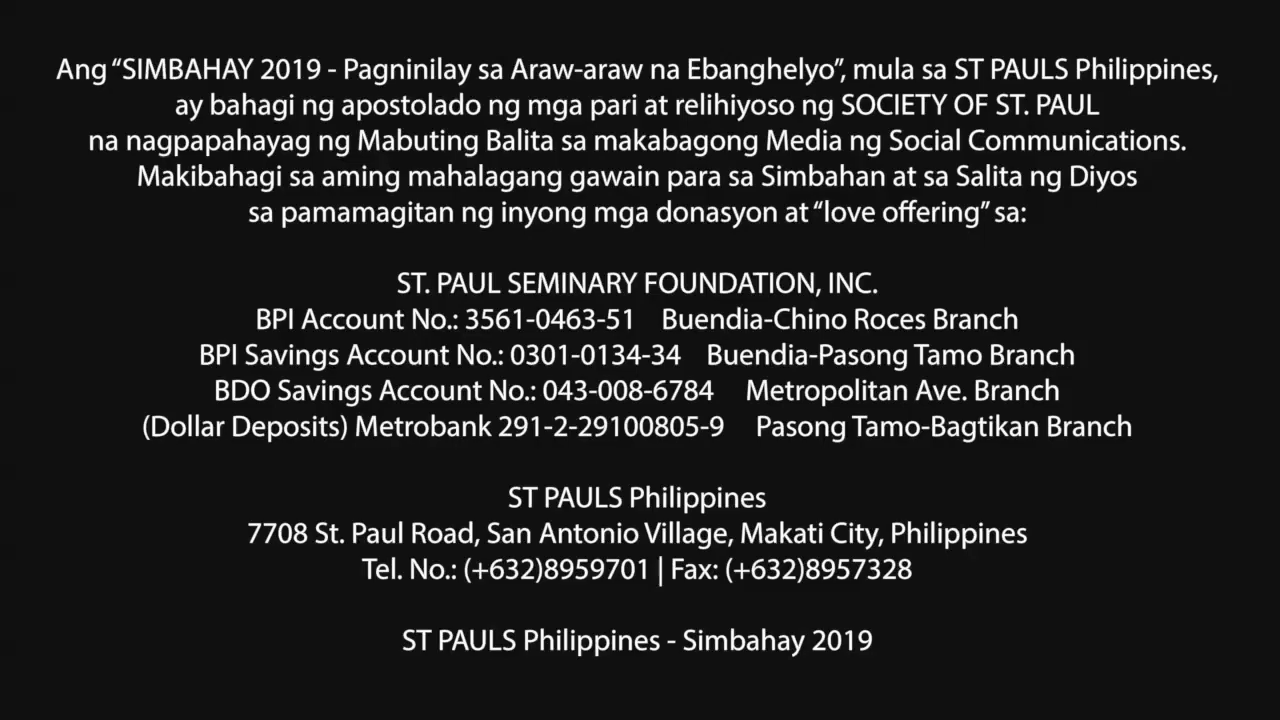 Ang “SIMBAHAY 2019 - Pagninilay sa Araw-araw na Ebanghelyo”, mula sa ST PAULS Philippines,
ay bahagi ng apostolado ng mga pari at relihiyoso ng SOCIETY OF ST. PAUL
na nagpapahayag ng Mabuting Balita sa makabagong Media ng Social Communications.
Makibahagi sa aming mahalagang gawain para sa Simbahan at sa Salita ng Diyos
sa pamamagitan ng inyong mga donasyon at “love offering” sa:
ST. PAUL SEMINARY FOUNDATION, INC.
BPI Account No.: 3561-0463-51 Buendia-Chino Roces Branch
BPI Savings Account No.: 0301-0134-34 Buendia-Pasong Tamo Branch
BDO Savings Account No.: 043-008-6784 Metropolitan Ave. Branch
(Dollar Deposits) Metrobank 291-2-29100805-9 Pasong Tamo-Bagtikan Branch
ST PAULS Philippines
7708 St. Paul Road, San Antonio Village, Makati City, Philippines
Tel. No.: (+632)8959701 | Fax: (+632)8957328
ST PAULS Philippines - Simbahay 2019